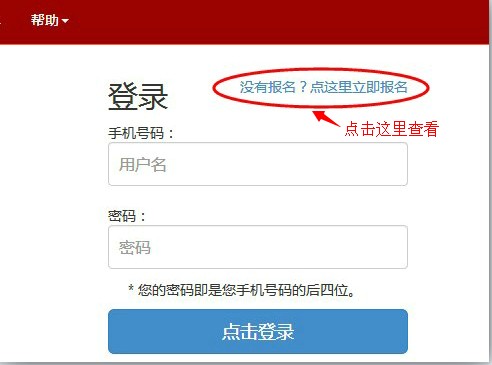 帮助
登录
没有报名？点这里立即报名
点击这里查看
手机号码：
用户名
密码：
密码
* 您的密码即是您手机号码的后四位。
点击登录